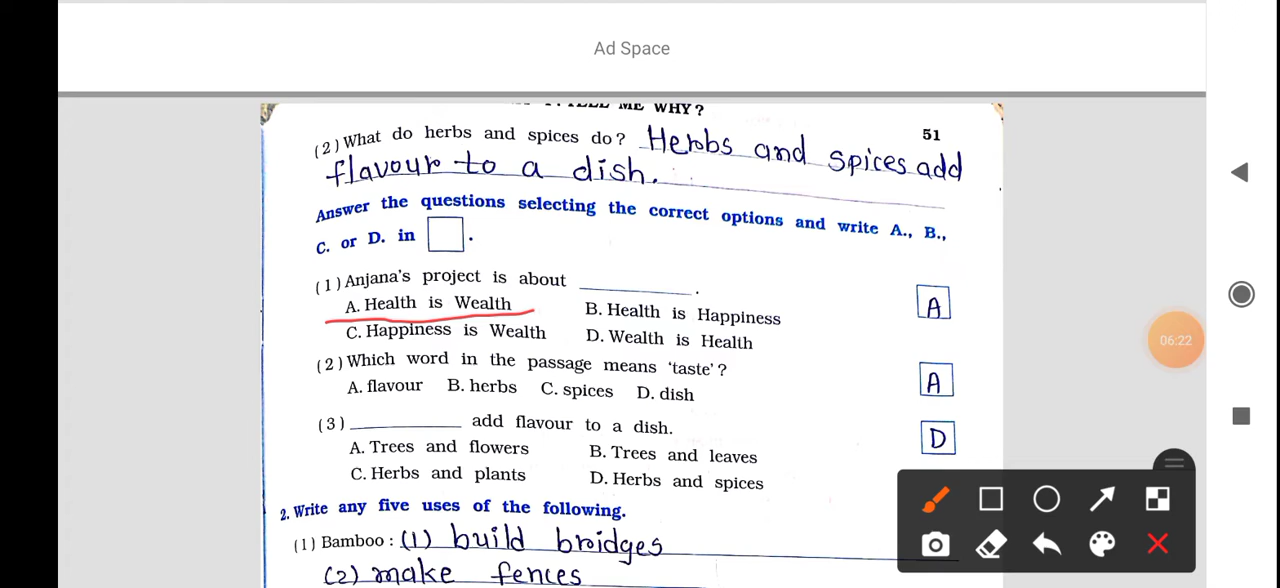 Ad Space
ME WHY?
51
(2) What do herbs and spices do? Herbs and spices add
flavour to a dish.
Answer the questions selecting the correct options and write A., B.,
C. or D. in .
(1) Anjana's project is about ____________ .
A. Health is Wealth B. Health is Happiness A
C. Happiness is Wealth D. Wealth is Health
(2) Which word in the passage means 'taste'?
A. flavour B. herbs C. spices D. dish A
(3) ____________ add flavour to a dish.
A. Trees and flowers B. Trees and leaves D
C. Herbs and plants D. Herbs and spices
2. Write any five uses of the following.
(1) Bamboo : (1) build bridges
(2) make fences
06:22